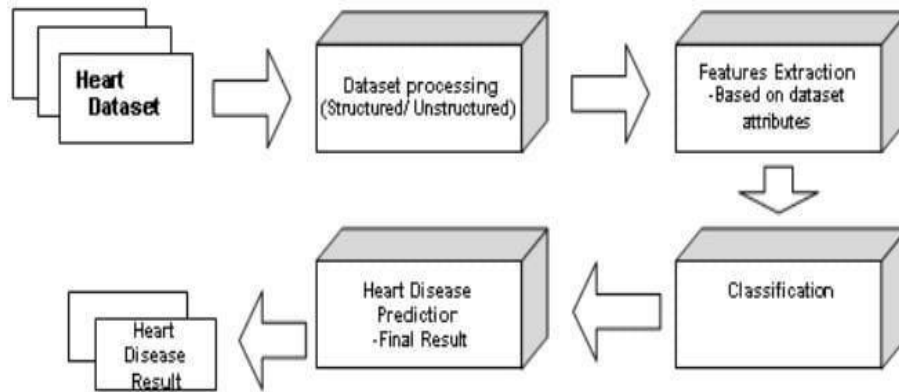 Heart
Dataset
Dataset processing
(Structured/ Unstructured)
Features Extraction
-Based on dataset
attributes
Classification
Heart Disease
Prediction
-Final Result
Heart
Disease
Result